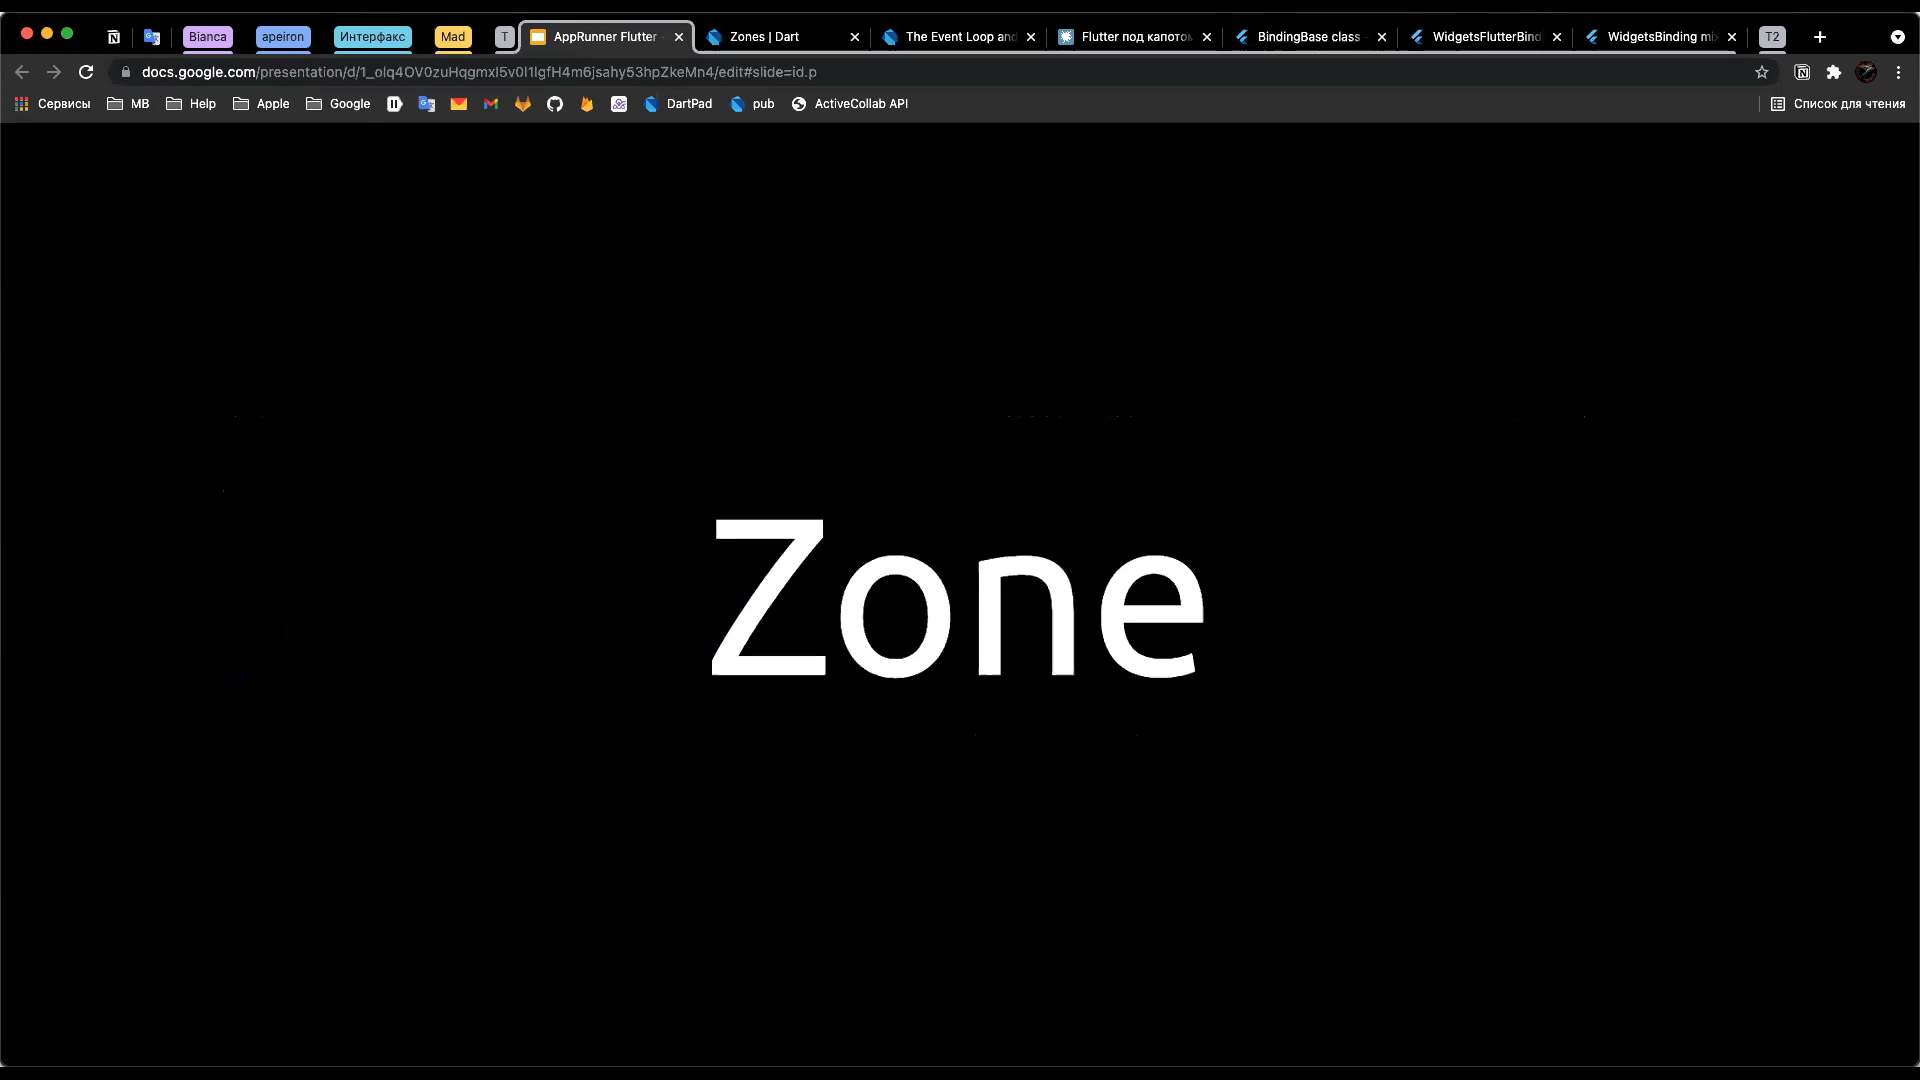 Bianca
apeiron
Интерфакс
Mad
T
AppRunner Flutter
Zones | Dart
The Event Loop and
Flutter под капотом
BindingBase class
WidgetsFlutterBind
WidgetsBinding mi
T2
docs.google.com/presentation/d/1_olq4OV0zuHqgmxI5v0I1lgfH4m6jsahy53hpZkeMn4/edit#slide=id.p
Сервисы
MB
Help
Apple
Google
DartPad
pub
ActiveCollab API
Список для чтения
Zone